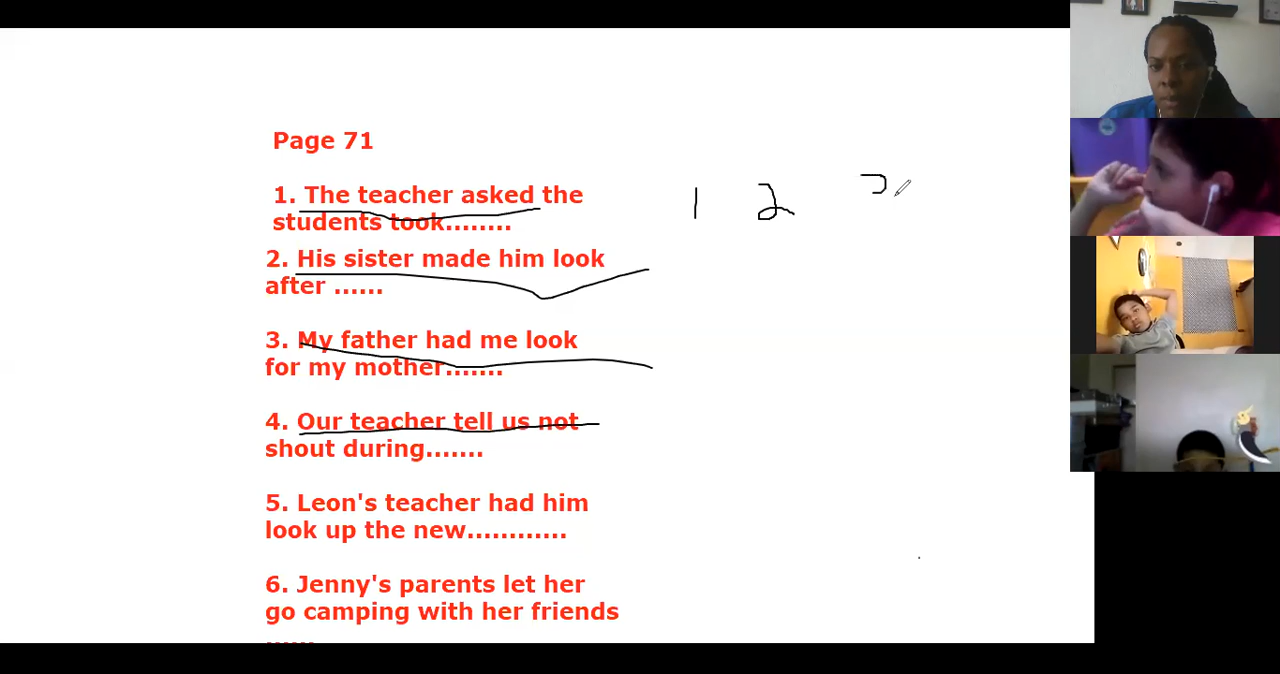 Page 71
1. The teacher asked the
students took........
2. His sister made him look
after ......
3. My father had me look
for my mother.......
4. Our teacher tell us not
shout during.......
5. Leon's teacher had him
look up the new............
6. Jenny's parents let her
go camping with her friends
1 2